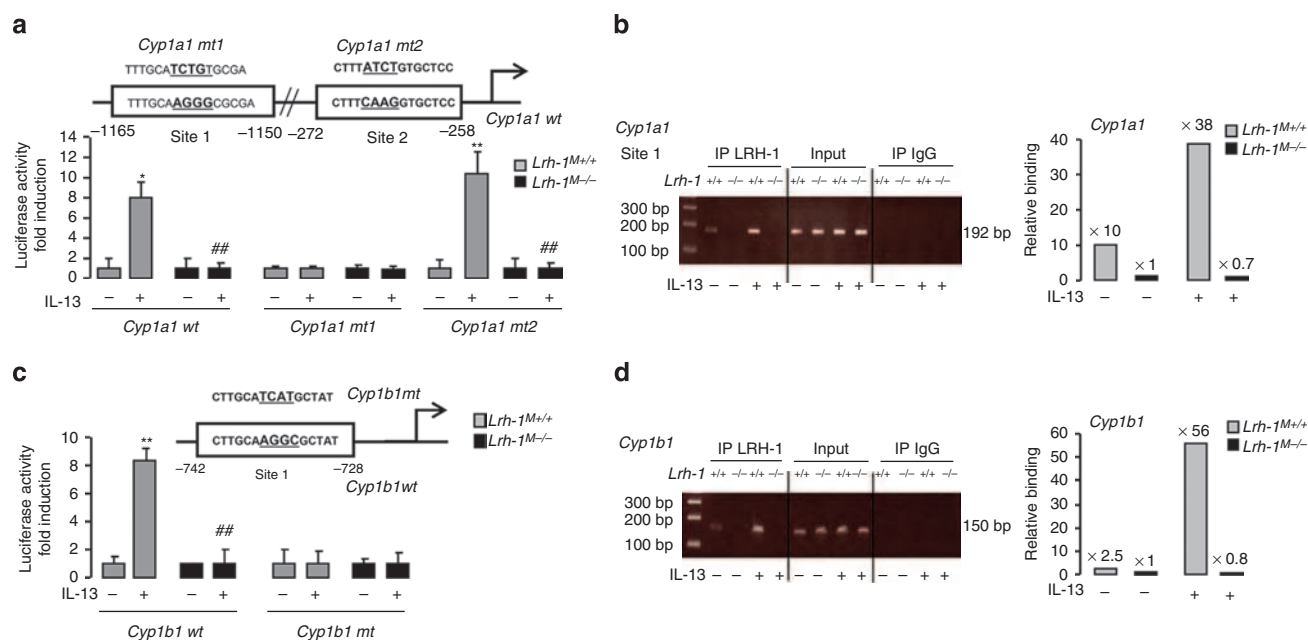 a
Cyp1a1 mt1
Cyp1a1 mt2
TTTGCATCTGTGCGA
CTTTATCTGTGCTCC
TTTGCAAGGGCGCGA
CTTTCAAGGTGCTCC
–1165 Site 1 –1150 –272 Site 2 –258
Cyp1a1 wt
Luciferase activity
fold induction
14
12
10
8
6
4
2
0
*
##
**
##
Lrh-1M+/+
Lrh-1M–/–
IL-13 – + – + – + – + – + – +
Cyp1a1 wt Cyp1a1 mt1 Cyp1a1 mt2
b
Cyp1a1
Site 1
IP LRH-1 Input IP IgG
Lrh-1 +/+ –/– +/+ –/– +/+ –/– +/+ –/– +/+ –/– +/+ –/–
300 bp
200 bp
100 bp
192 bp
IL-13 – – + + – – + + – – + +
Cyp1a1
Relative binding
40
30
20
10
0
× 10
×1
× 38
×0.7
Lrh-1M+/+
Lrh-1M–/–
IL-13 – – + +
c
CTTGCATCATGCTAT
Cyp1b1mt
CTTGCAAGGCGCTAT
–742 Site 1 –728
Cyp1b1wt
Lrh-1M+/+
Lrh-1M–/–
Luciferase activity
fold induction
10
8
6
4
2
0
**
##
IL-13 – + – + – + – +
Cyp1b1 wt Cyp1b1 mt
d
Cyp1b1
IP LRH-1 Input IP IgG
Lrh-1 +/+ –/– +/+ –/– +/+ –/– +/+–/– +/+ –/– +/+ –/–
300 bp
200 bp
100 bp
150 bp
IL-13 – – + + – – + + – – + +
Cyp1b1
Relative binding
60
50
40
30
20
10
0
× 2.5
×1
× 56
× 0.8
Lrh-1M+/+
Lrh-1M–/–
IL-13 – – + +